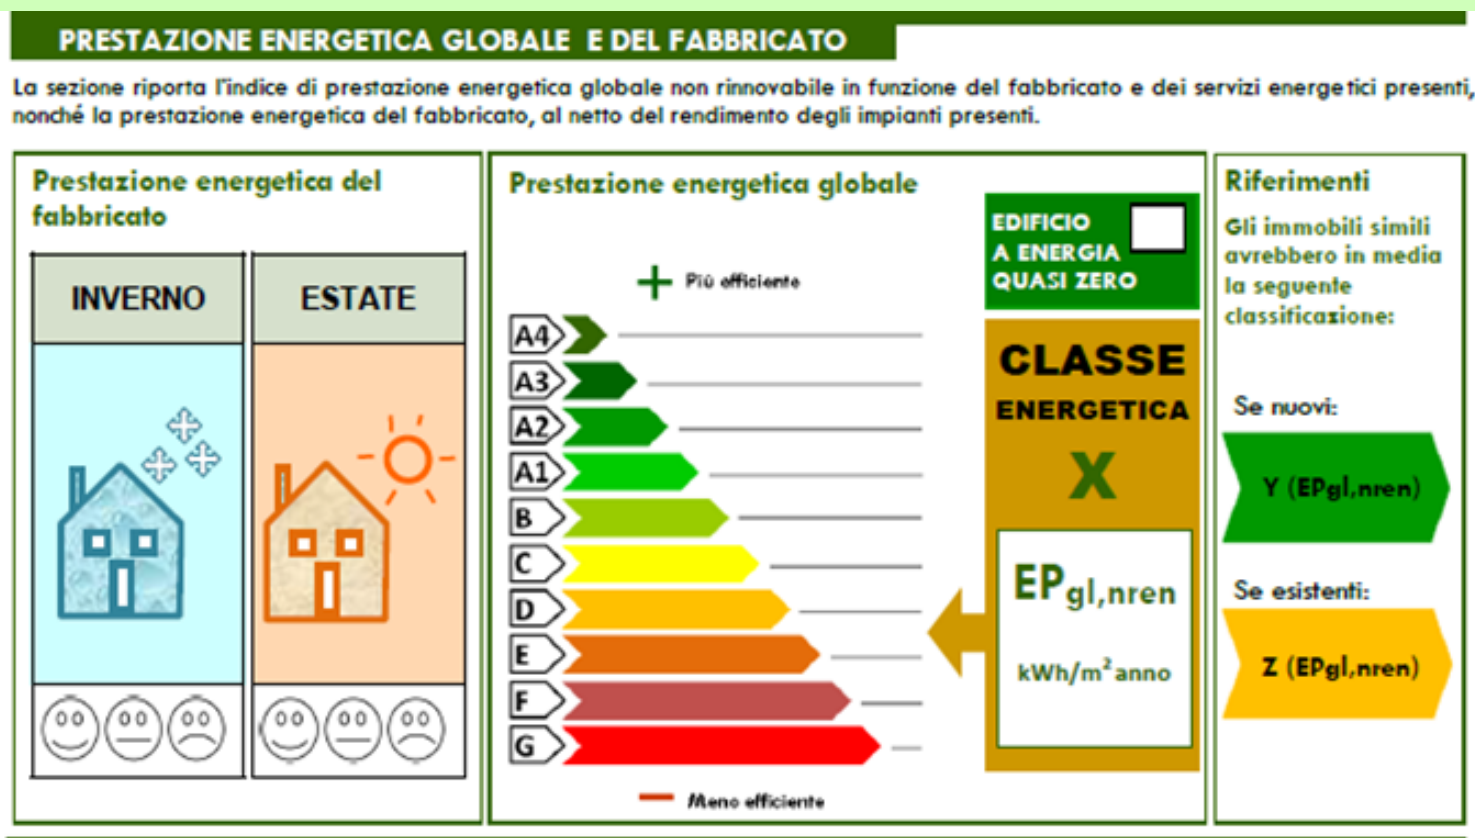 PRESTAZIONE ENERGETICA GLOBALE E DEL FABBRICATO
La sezione riporta l'indice di prestazione energetica globale non rinnovabile in funzione del fabbricato e dei servizi energetici presenti,
nonché la prestazione energetica del fabbricato, al netto del rendimento degli impianti presenti.
Prestazione energetica del
fabbricato
INVERNO
ESTATE
Prestazione energetica globale
Più efficiente
A4
A3
A2
A1
B
C
D
E
F
G
Meno efficiente
EDIFICIO
A ENERGIA
QUASI ZERO
CLASSE
ENERGETICA
X
EPgl,nren
kWh/m² anno
Riferimenti
Gli immobili simili
avrebbero in media
la seguente
classificazione:
Se nuovi:
Y (EPgl,nren)
Se esistenti:
Z (EPgl,nren)